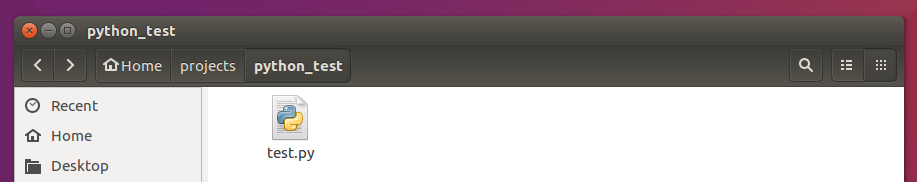 python_test
Home projects python_test
Recent
Home
Desktop
test.py